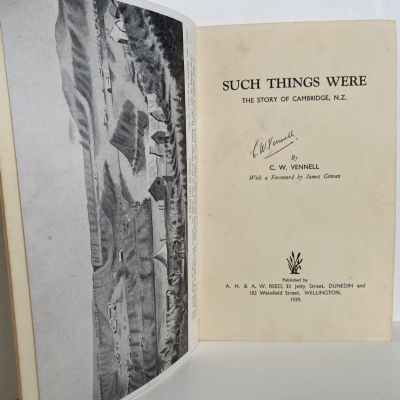 SUCH THINGS WERE
THE STORY OF CAMBRIDGE, N.Z.
C. W. Vennell.
By
C. W. VENNELL
With a Foreword by James Cowan
Published by
A. H. & A. W. REED, 33 Jetty Street, DUNEDIN and
182 Wakefield Street, WELLINGTON,
1939.